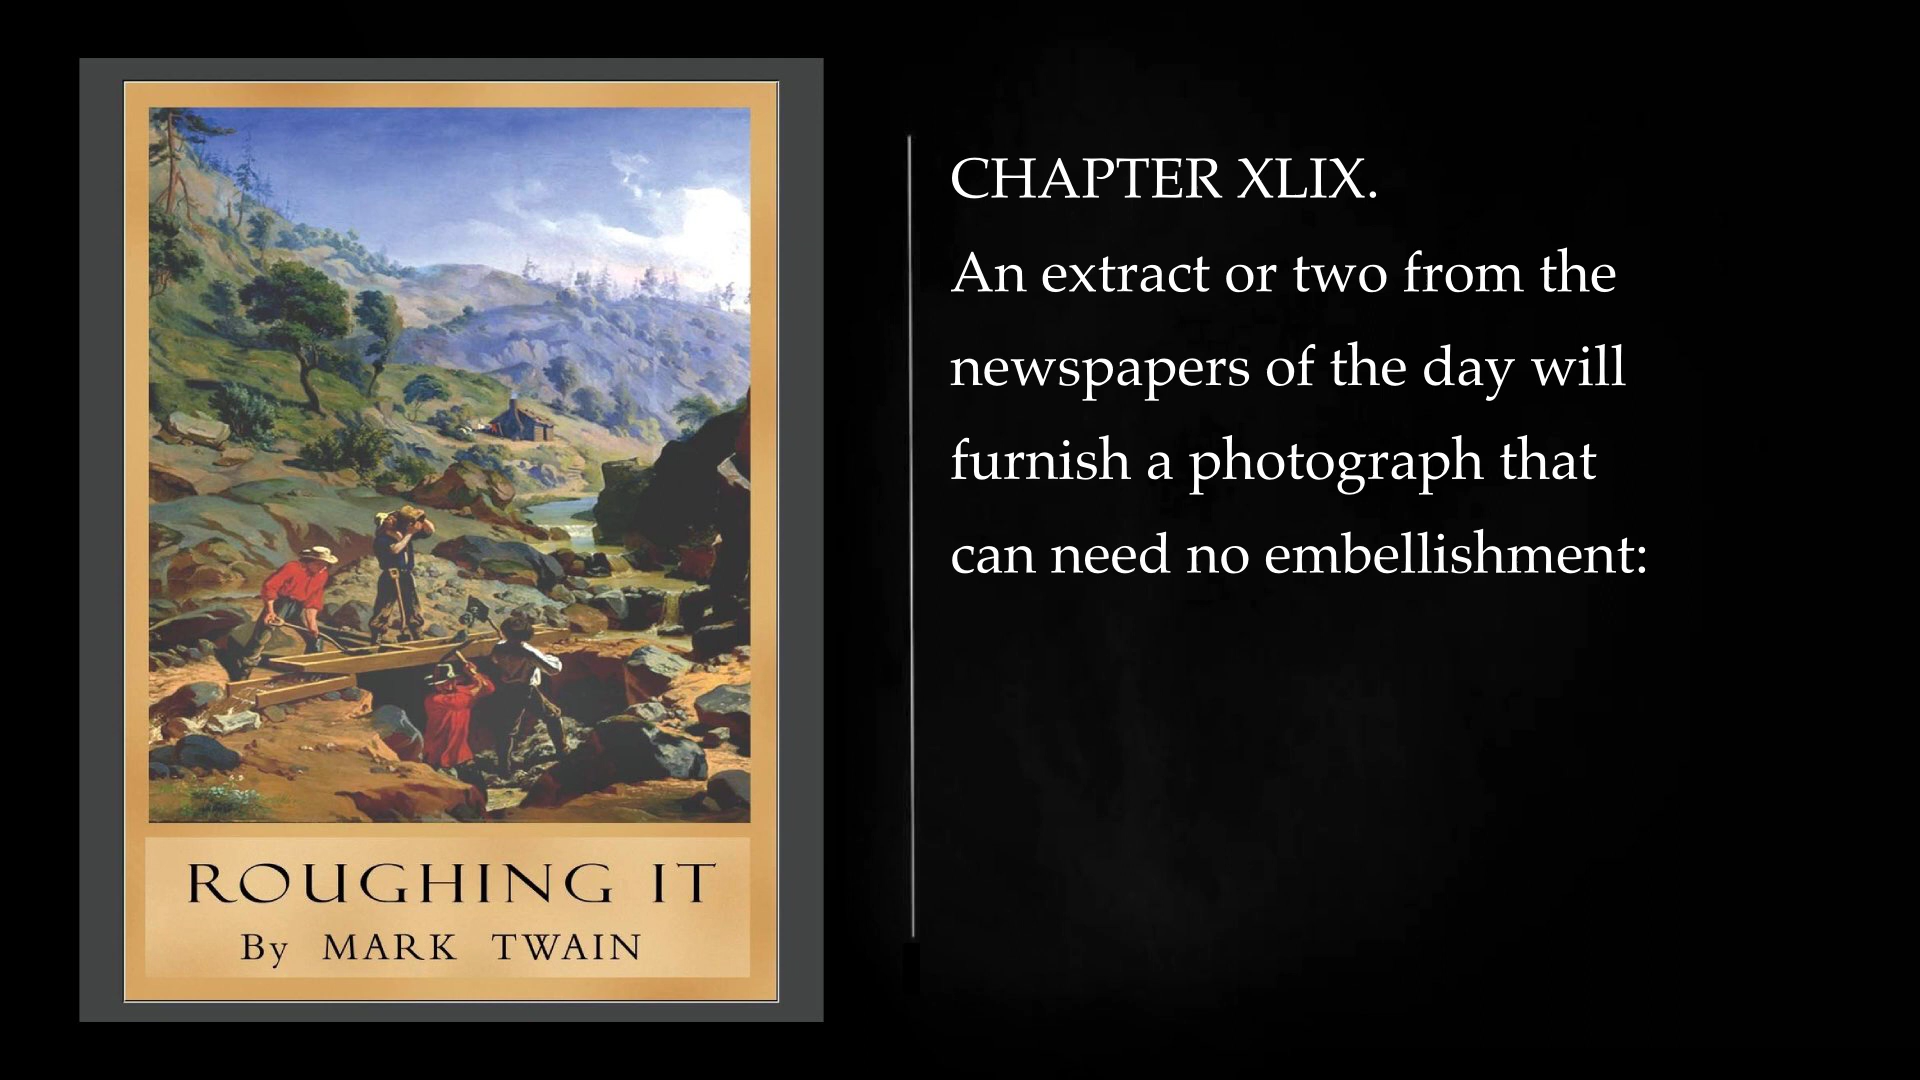 ROUGHING IT
By MARK TWAIN
CHAPTER XLIX.
An extract or two from the
newspapers of the day will
furnish a photograph that
can need no embellishment: